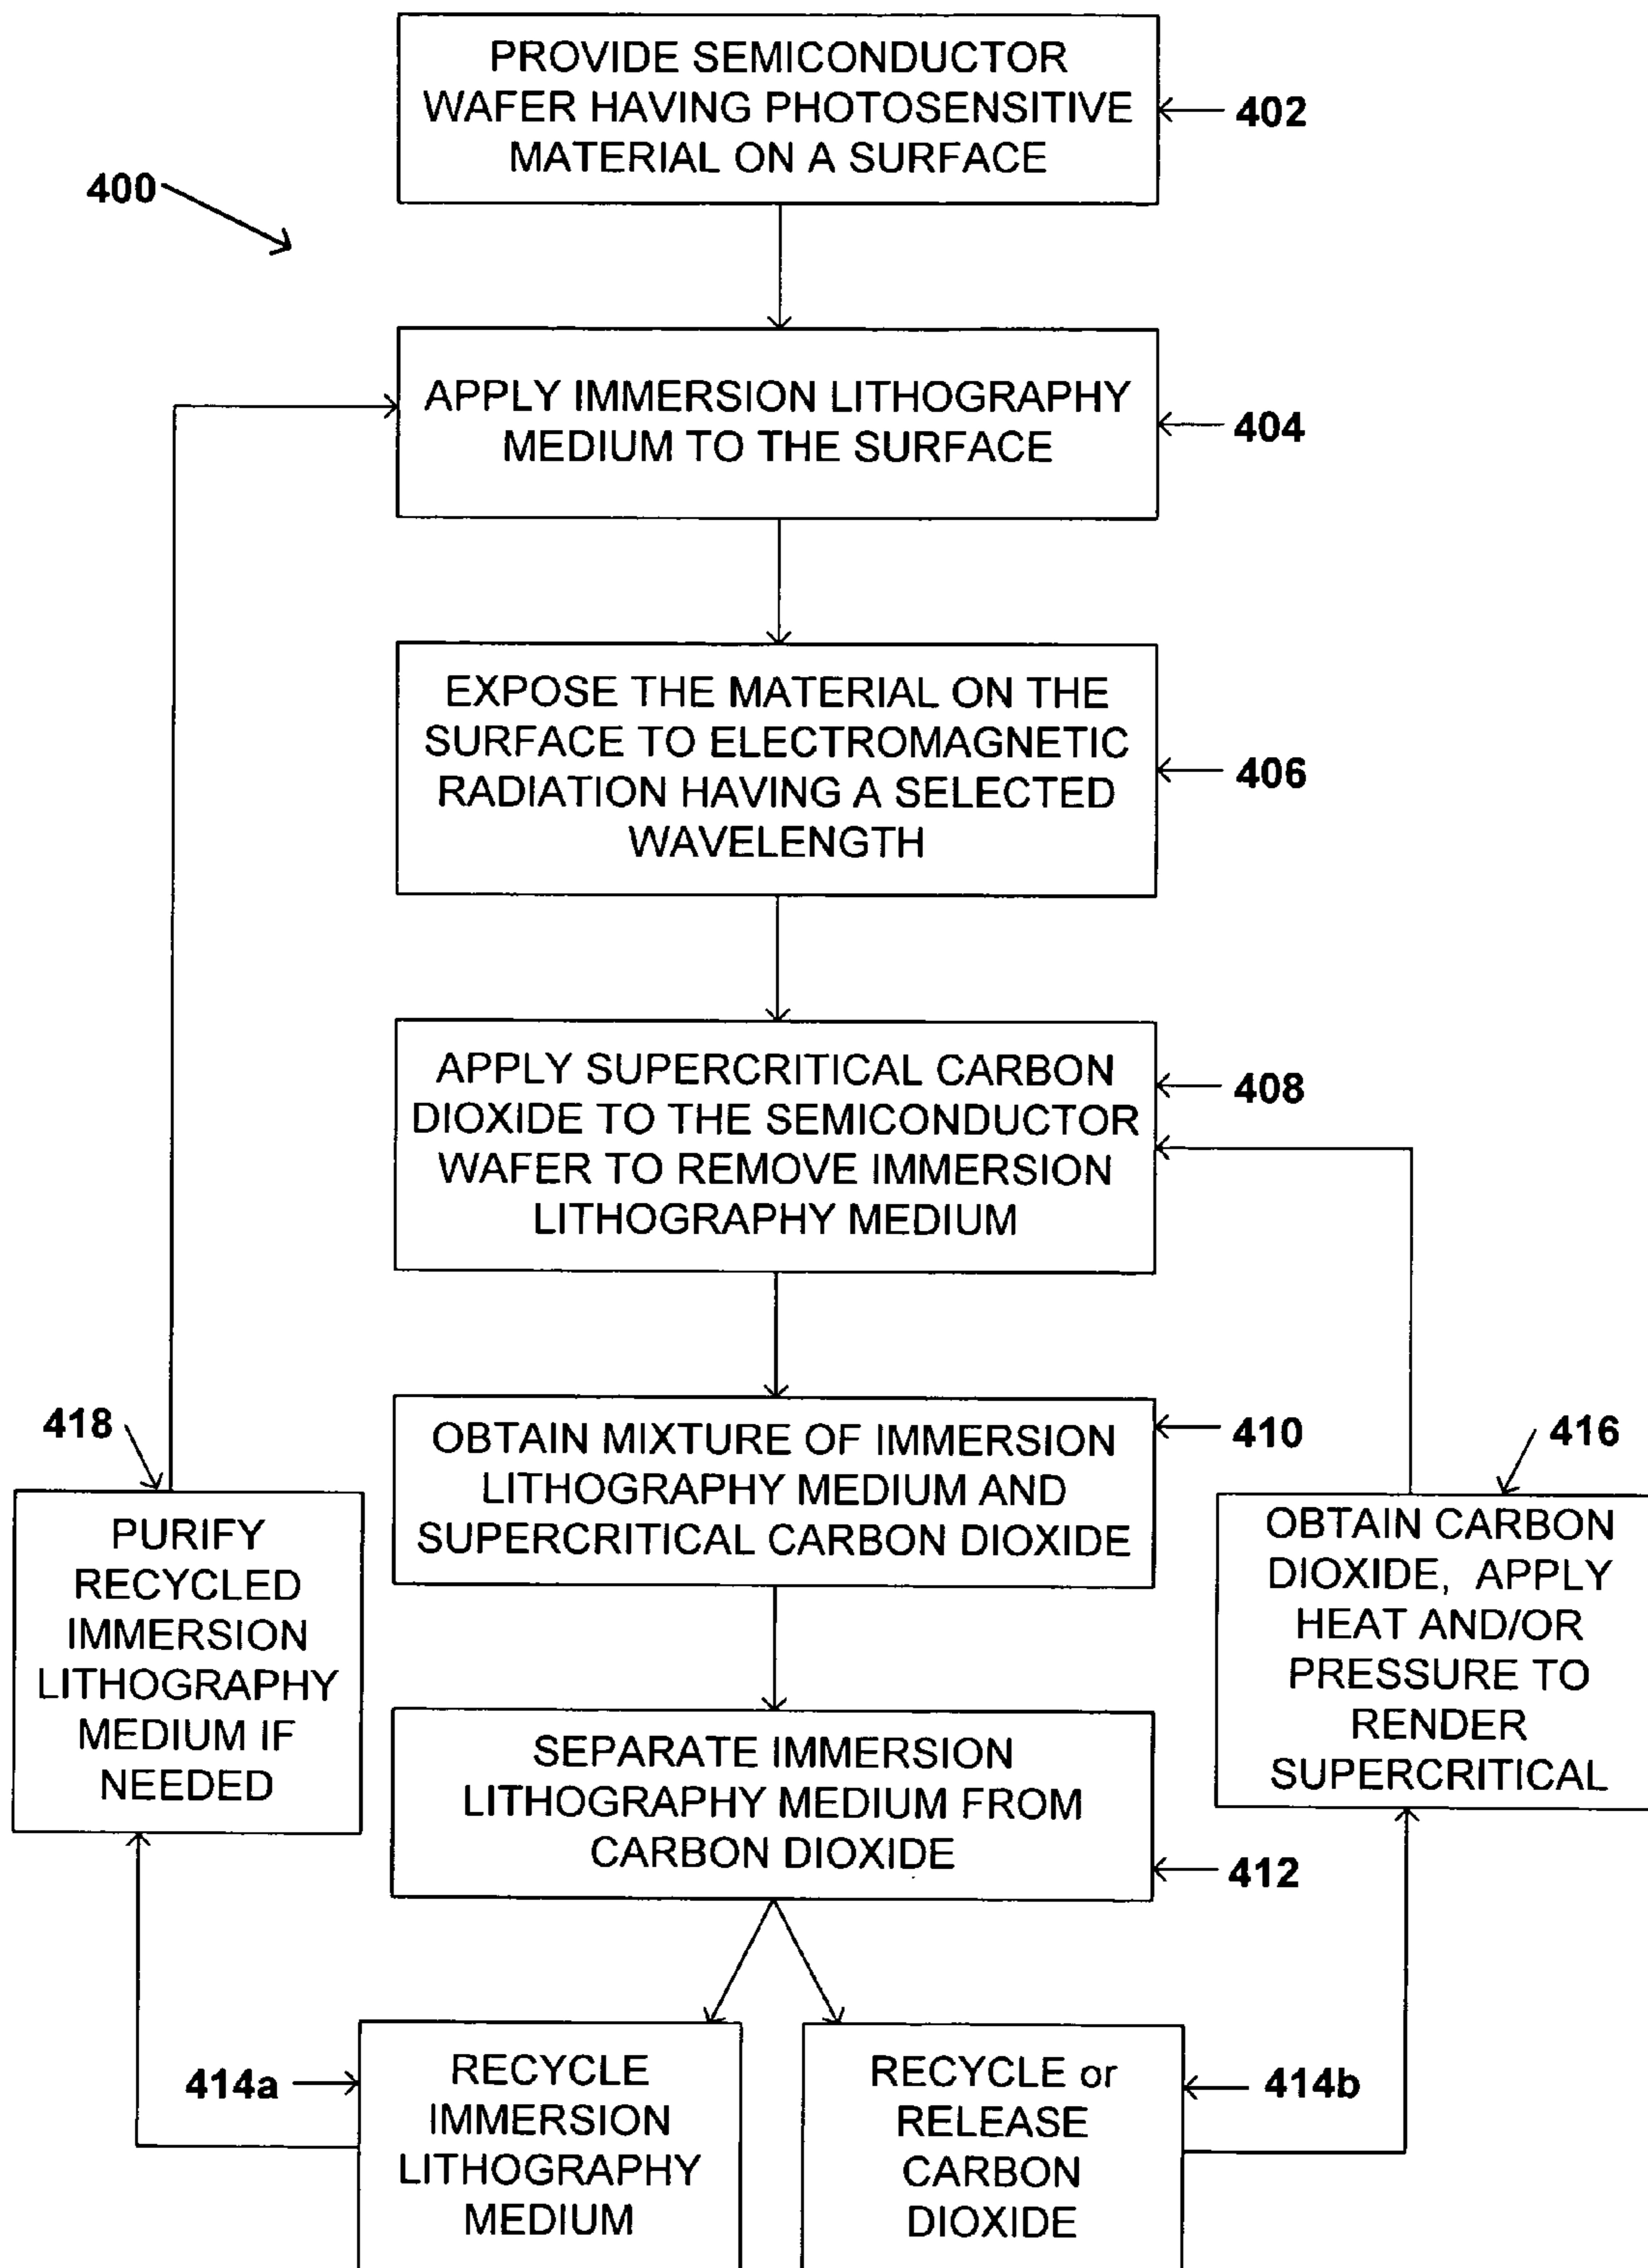 PROVIDE SEMICONDUCTOR
WAFER HAVING PHOTOSENSITIVE
MATERIAL ON A SURFACE
402
400
APPLY IMMERSION LITHOGRAPHY
MEDIUM TO THE SURFACE
404
EXPOSE THE MATERIAL ON THE
SURFACE TO ELECTROMAGNETIC
RADIATION HAVING A SELECTED
WAVELENGTH
406
APPLY SUPERCRITICAL CARBON
DIOXIDE TO THE SEMICONDUCTOR
WAFER TO REMOVE IMMERSION
LITHOGRAPHY MEDIUM
408
OBTAIN MIXTURE OF IMMERSION
LITHOGRAPHY MEDIUM AND
SUPERCRITICAL CARBON DIOXIDE
410
418
PURIFY
RECYCLED
IMMERSION
LITHOGRAPHY
MEDIUM IF
NEEDED
416
OBTAIN CARBON
DIOXIDE, APPLY
HEAT AND/OR
PRESSURE TO
RENDER
SUPERCRITICAL
SEPARATE IMMERSION
LITHOGRAPHY MEDIUM FROM
CARBON DIOXIDE
412
414a
RECYCLE
IMMERSION
LITHOGRAPHY
MEDIUM
RECYCLE or
RELEASE
CARBON
DIOXIDE
414b